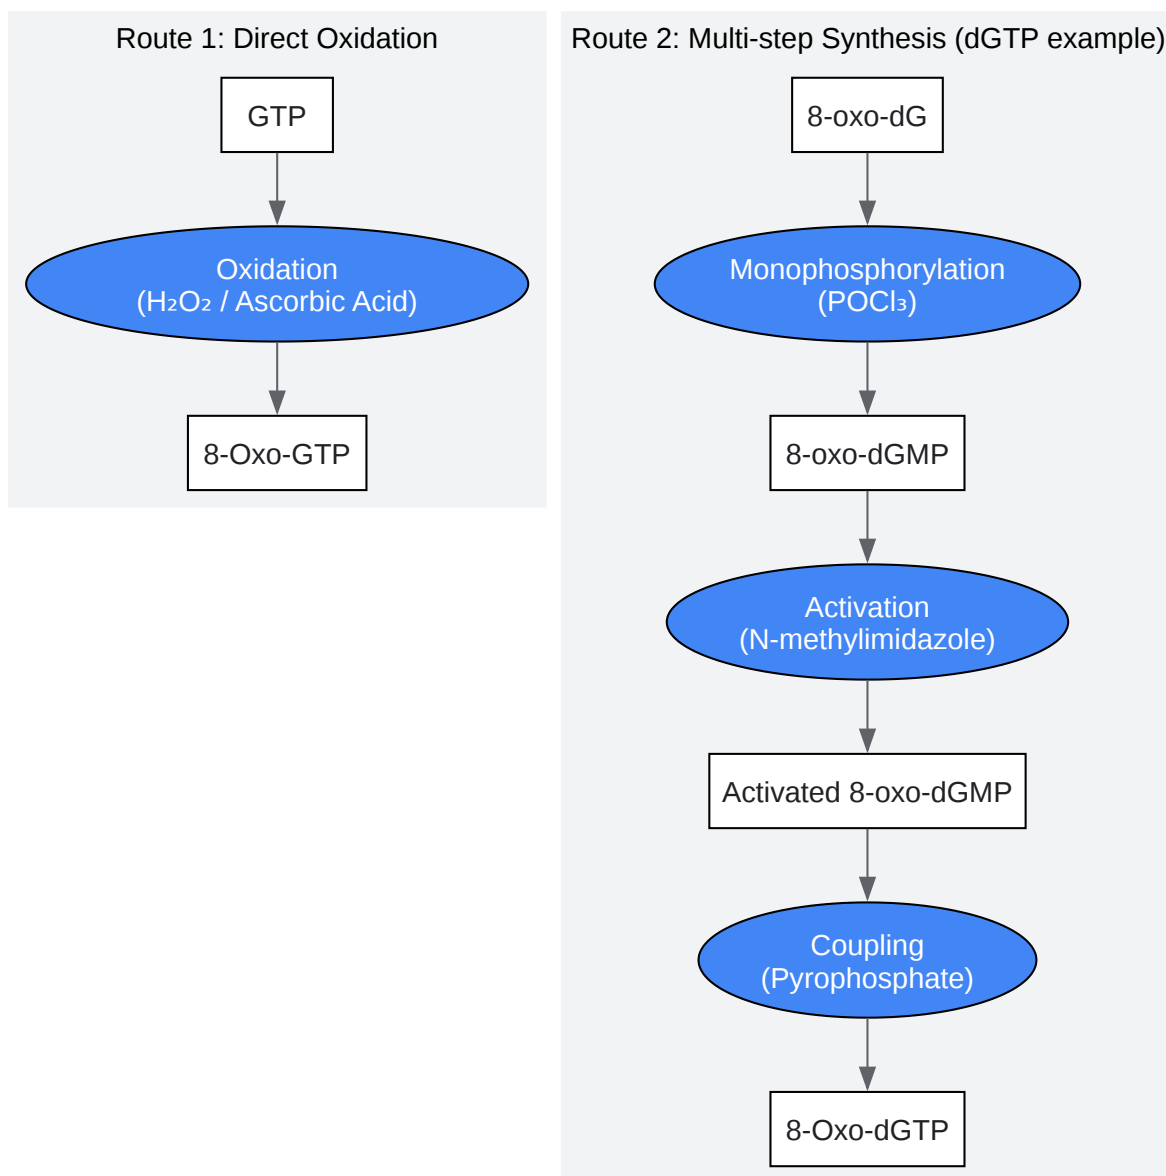 Route 1: Direct Oxidation
GTP
Oxidation
(H₂O₂ / Ascorbic Acid)
8-Oxo-GTP
Route 2: Multi-step Synthesis (dGTP example)
8-oxo-dG
Monophosphorylation
(POCl₃)
8-oxo-dGMP
Activation
(N-methylimidazole)
Activated 8-oxo-dGMP
Coupling
(Pyrophosphate)
8-Oxo-dGTP